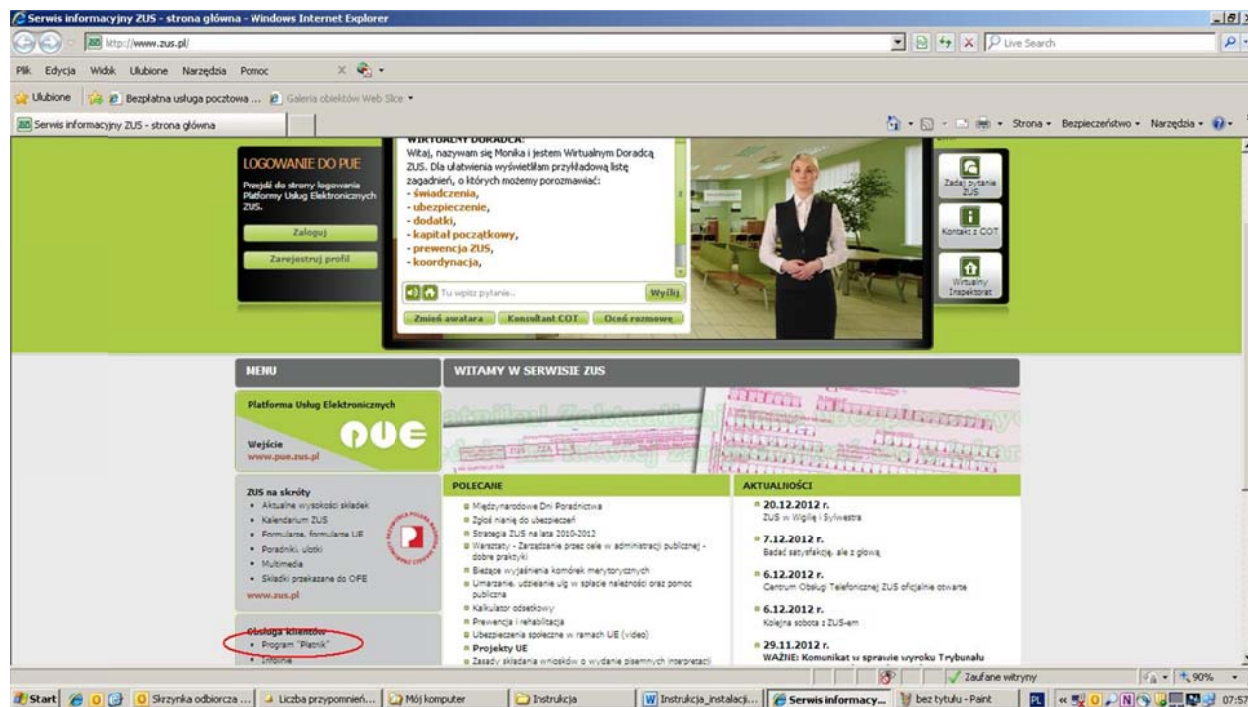 Serwis informacyjny ZUS - strona główna - Windows Internet Explorer
http://www.zus.pl/
Live Search
Plik Edycja Widok Ulubione Narzędzia Pomoc
Ulubione Bezpłatna usługa pocztowa ... Galeria obiektów Web Slice
Serwis informacyjny ZUS - strona główna
Strona Bezpieczeństwo Narzędzia
LOGOWANIE DO PUE
Przejdź do strony logowania
Platformy Usług Elektronicznych
ZUS.
Zaloguj
Zarejestruj profil
WIRTUALNY DORADCA:
Witaj, nazywam się Monika i jestem Wirtualnym Doradcą
ZUS. Dla ułatwienia wyświetliłam przykładową listę
zagadnień, o których możemy porozmawiać:
- świadczenia,
- ubezpieczenie,
- dodatki,
- kapitał początkowy,
- prewencja ZUS,
- koordynacja,
Tu wpisz pytanie..
Wyślij
Zmień awatara Konsultant COT Oceń rozmowę
Zadaj pytanie
ZUS
Kontakt z COT
Wirtualny
Inspektorat
MENU
Platforma Usług Elektronicznych
pue
Wejście
www.pue.zus.pl
ZUS na skróty
• Aktualne wysokości składek
• Kalendarium ZUS
• Formularze, formularze UE
• Poradniki, ulotki
• Multimedia
• Składki przekazane do OFE
www.zus.pl
Obsługa klientów
• Program "Płatnik"
• Infolinie
WITAMY W SERWISIE ZUS
POLECANE
Międzynarodowe Dni Poradnictwa
Zgłoś nianię do ubezpieczeń
Strategia ZUS na lata 2010-2012
Warsztaty - Zarządzanie przez cele w administracji publicznej -
dobre praktyki
Bieżące wyjaśnienia komórek merytorycznych
Umarzanie, udzielanie ulg w spłacie należności oraz pomoc
publiczna
Kalkulator odsetkowy
Prewencja i rehabilitacja
Ubezpieczenia społeczne w ramach UE (video)
Projekty UE
Zasady składania wniosków o wydanie pisemnych interpretacji
AKTUALNOŚCI
20.12.2012 r.
ZUS w Wigilię i Sylwestra
7.12.2012 r.
Badać satysfakcję, ale z głową
6.12.2012 r.
Centrum Obsługi Telefonicznej ZUS oficjalnie otwarte
6.12.2012 r.
Kolejna sobota z ZUS-em
29.11.2012 r.
WAŻNE: Komunikat w sprawie wyroku Trybunału
Zaufane witryny
90%
Start
Skrzynka odbiorcza ...
Liczba przypomnień...
Mój komputer
Instrukcja
Instrukcja_instalacji...
Serwis informacy...
bez tytułu - Paint
PL
07:57